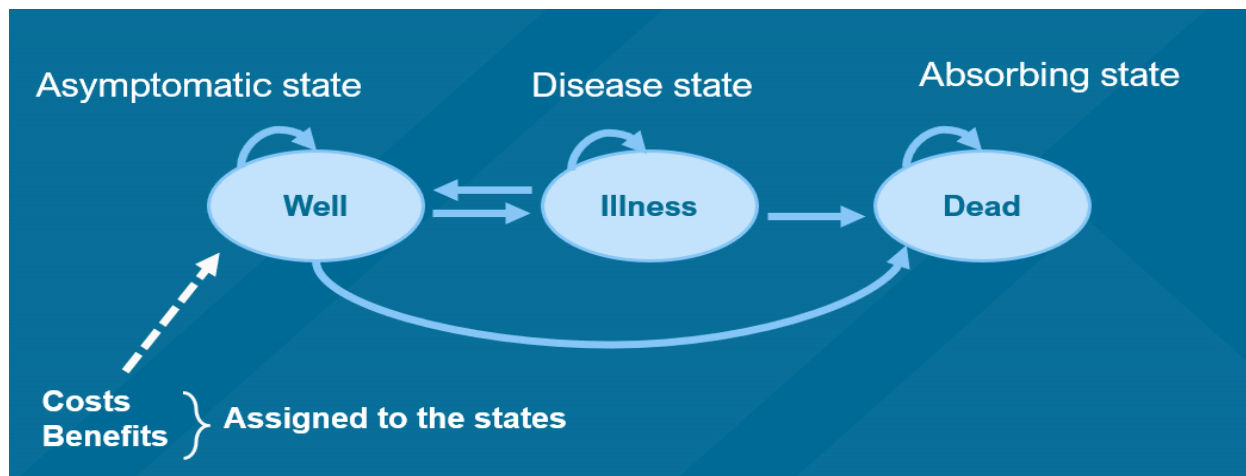 Asymptomatic state
Disease state
Absorbing state
Well
Illness
Dead
Costs
Benefits
Assigned to the states